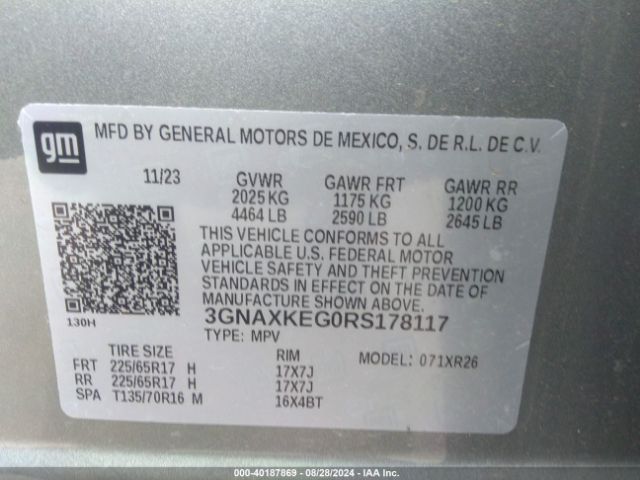 gm
MFD BY GENERAL MOTORS DE MEXICO, S. DE R.L. DE C.V.
11/23 GVWR GAWR FRT GAWR RR
2025 KG 1175 KG 1200 KG
4464 LB 2590 LB 2645 LB
THIS VEHICLE CONFORMS TO ALL
APPLICABLE U.S. FEDERAL MOTOR
VEHICLE SAFETY AND THEFT PREVENTION
STANDARDS IN EFFECT ON THE DATE OF
MANUFACTURE SHOWN ABOVE.
130H 3GNAXKEG0RS178117
TYPE: MPV
TIRE SIZE RIM MODEL: 071XR26
FRT 225/65R17 H 17X7J
RR 225/65R17 H 17X7J
SPA T135/70R16 M 16X4BT
000-40187869 - 08/28/2024 - IAA Inc.